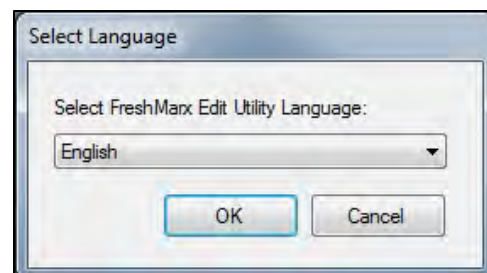 Select Language
Select FreshMarx Edit Utility Language:
English
OK
Cancel